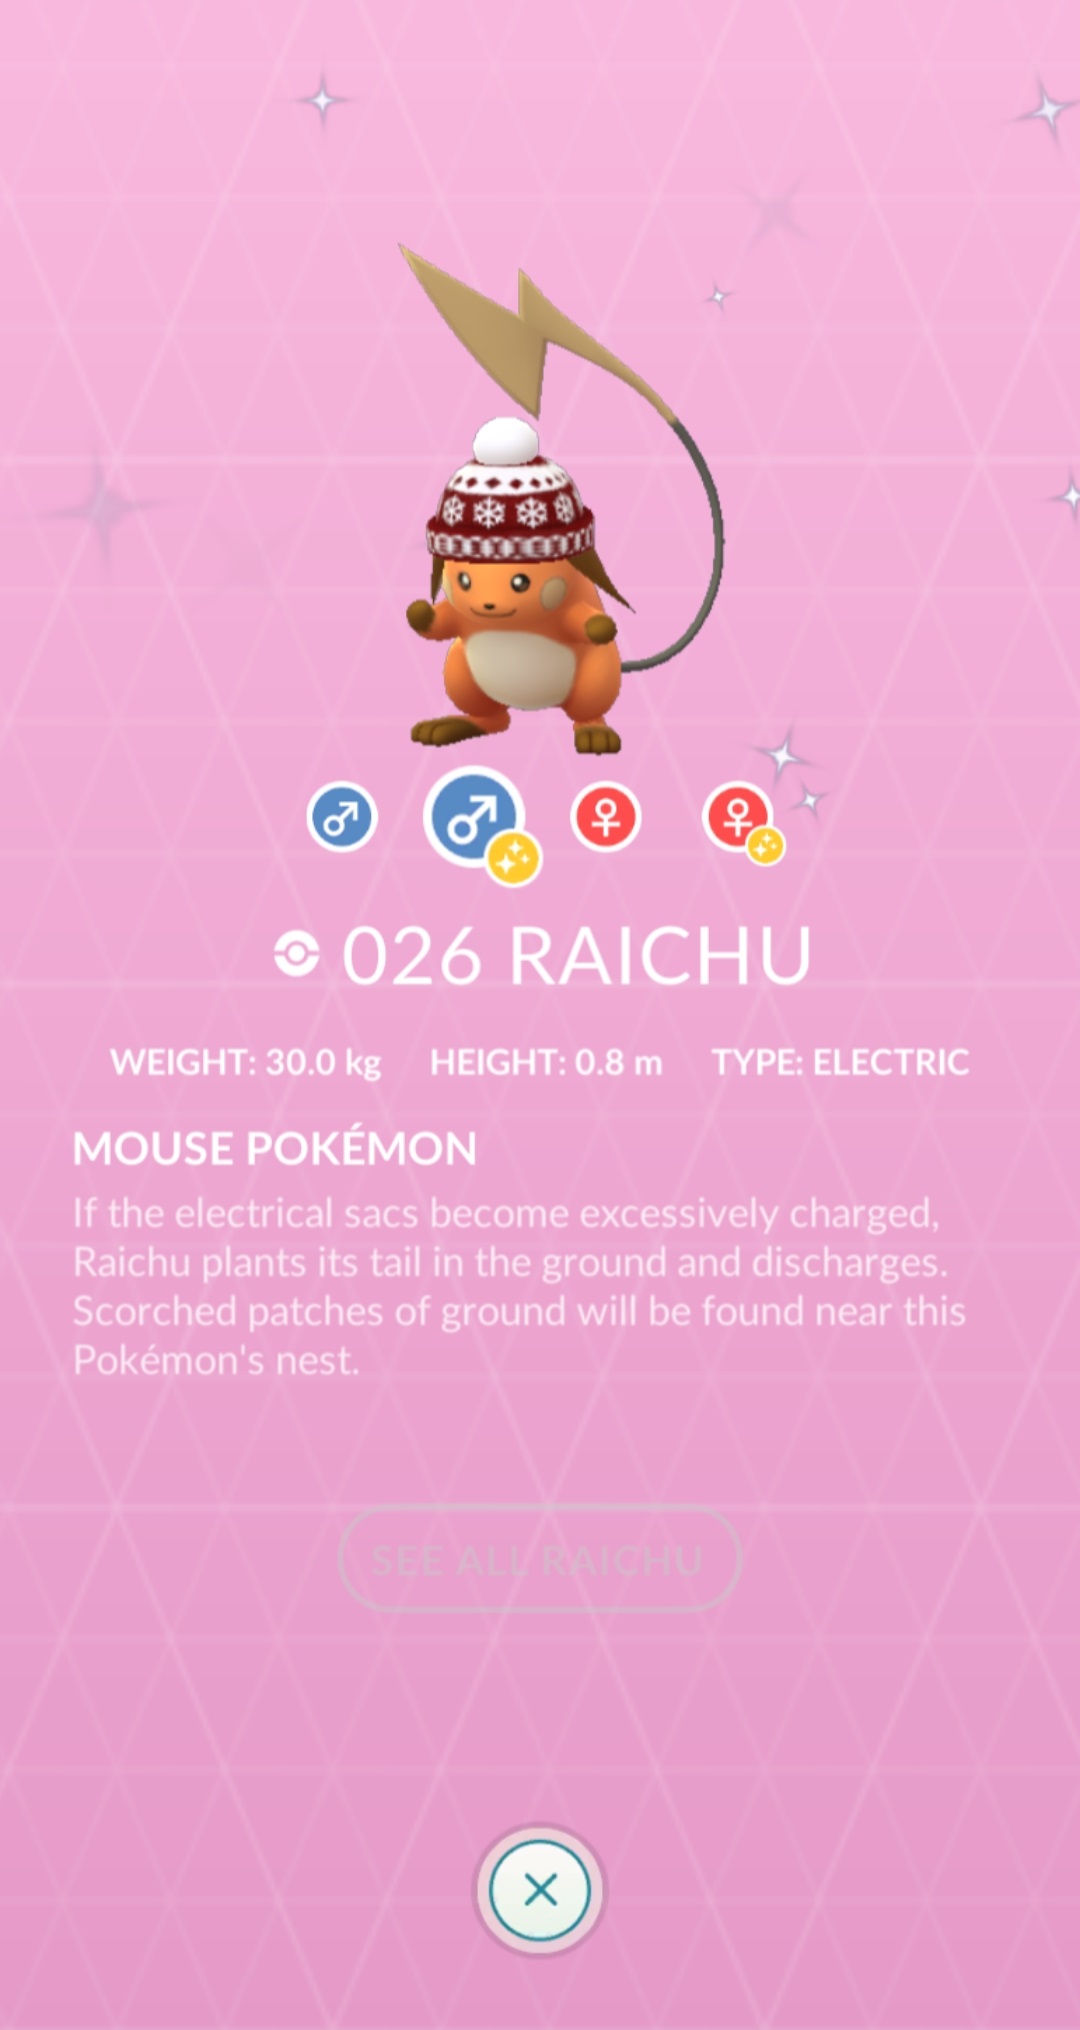 026 RAICHU
WEIGHT: 30.0 kg HEIGHT: 0.8 m TYPE: ELECTRIC
MOUSE POKÉMON
If the electrical sacs become excessively charged,
Raichu plants its tail in the ground and discharges.
Scorched patches of ground will be found near this
Pokémon's nest.
SEE ALL RAICHU